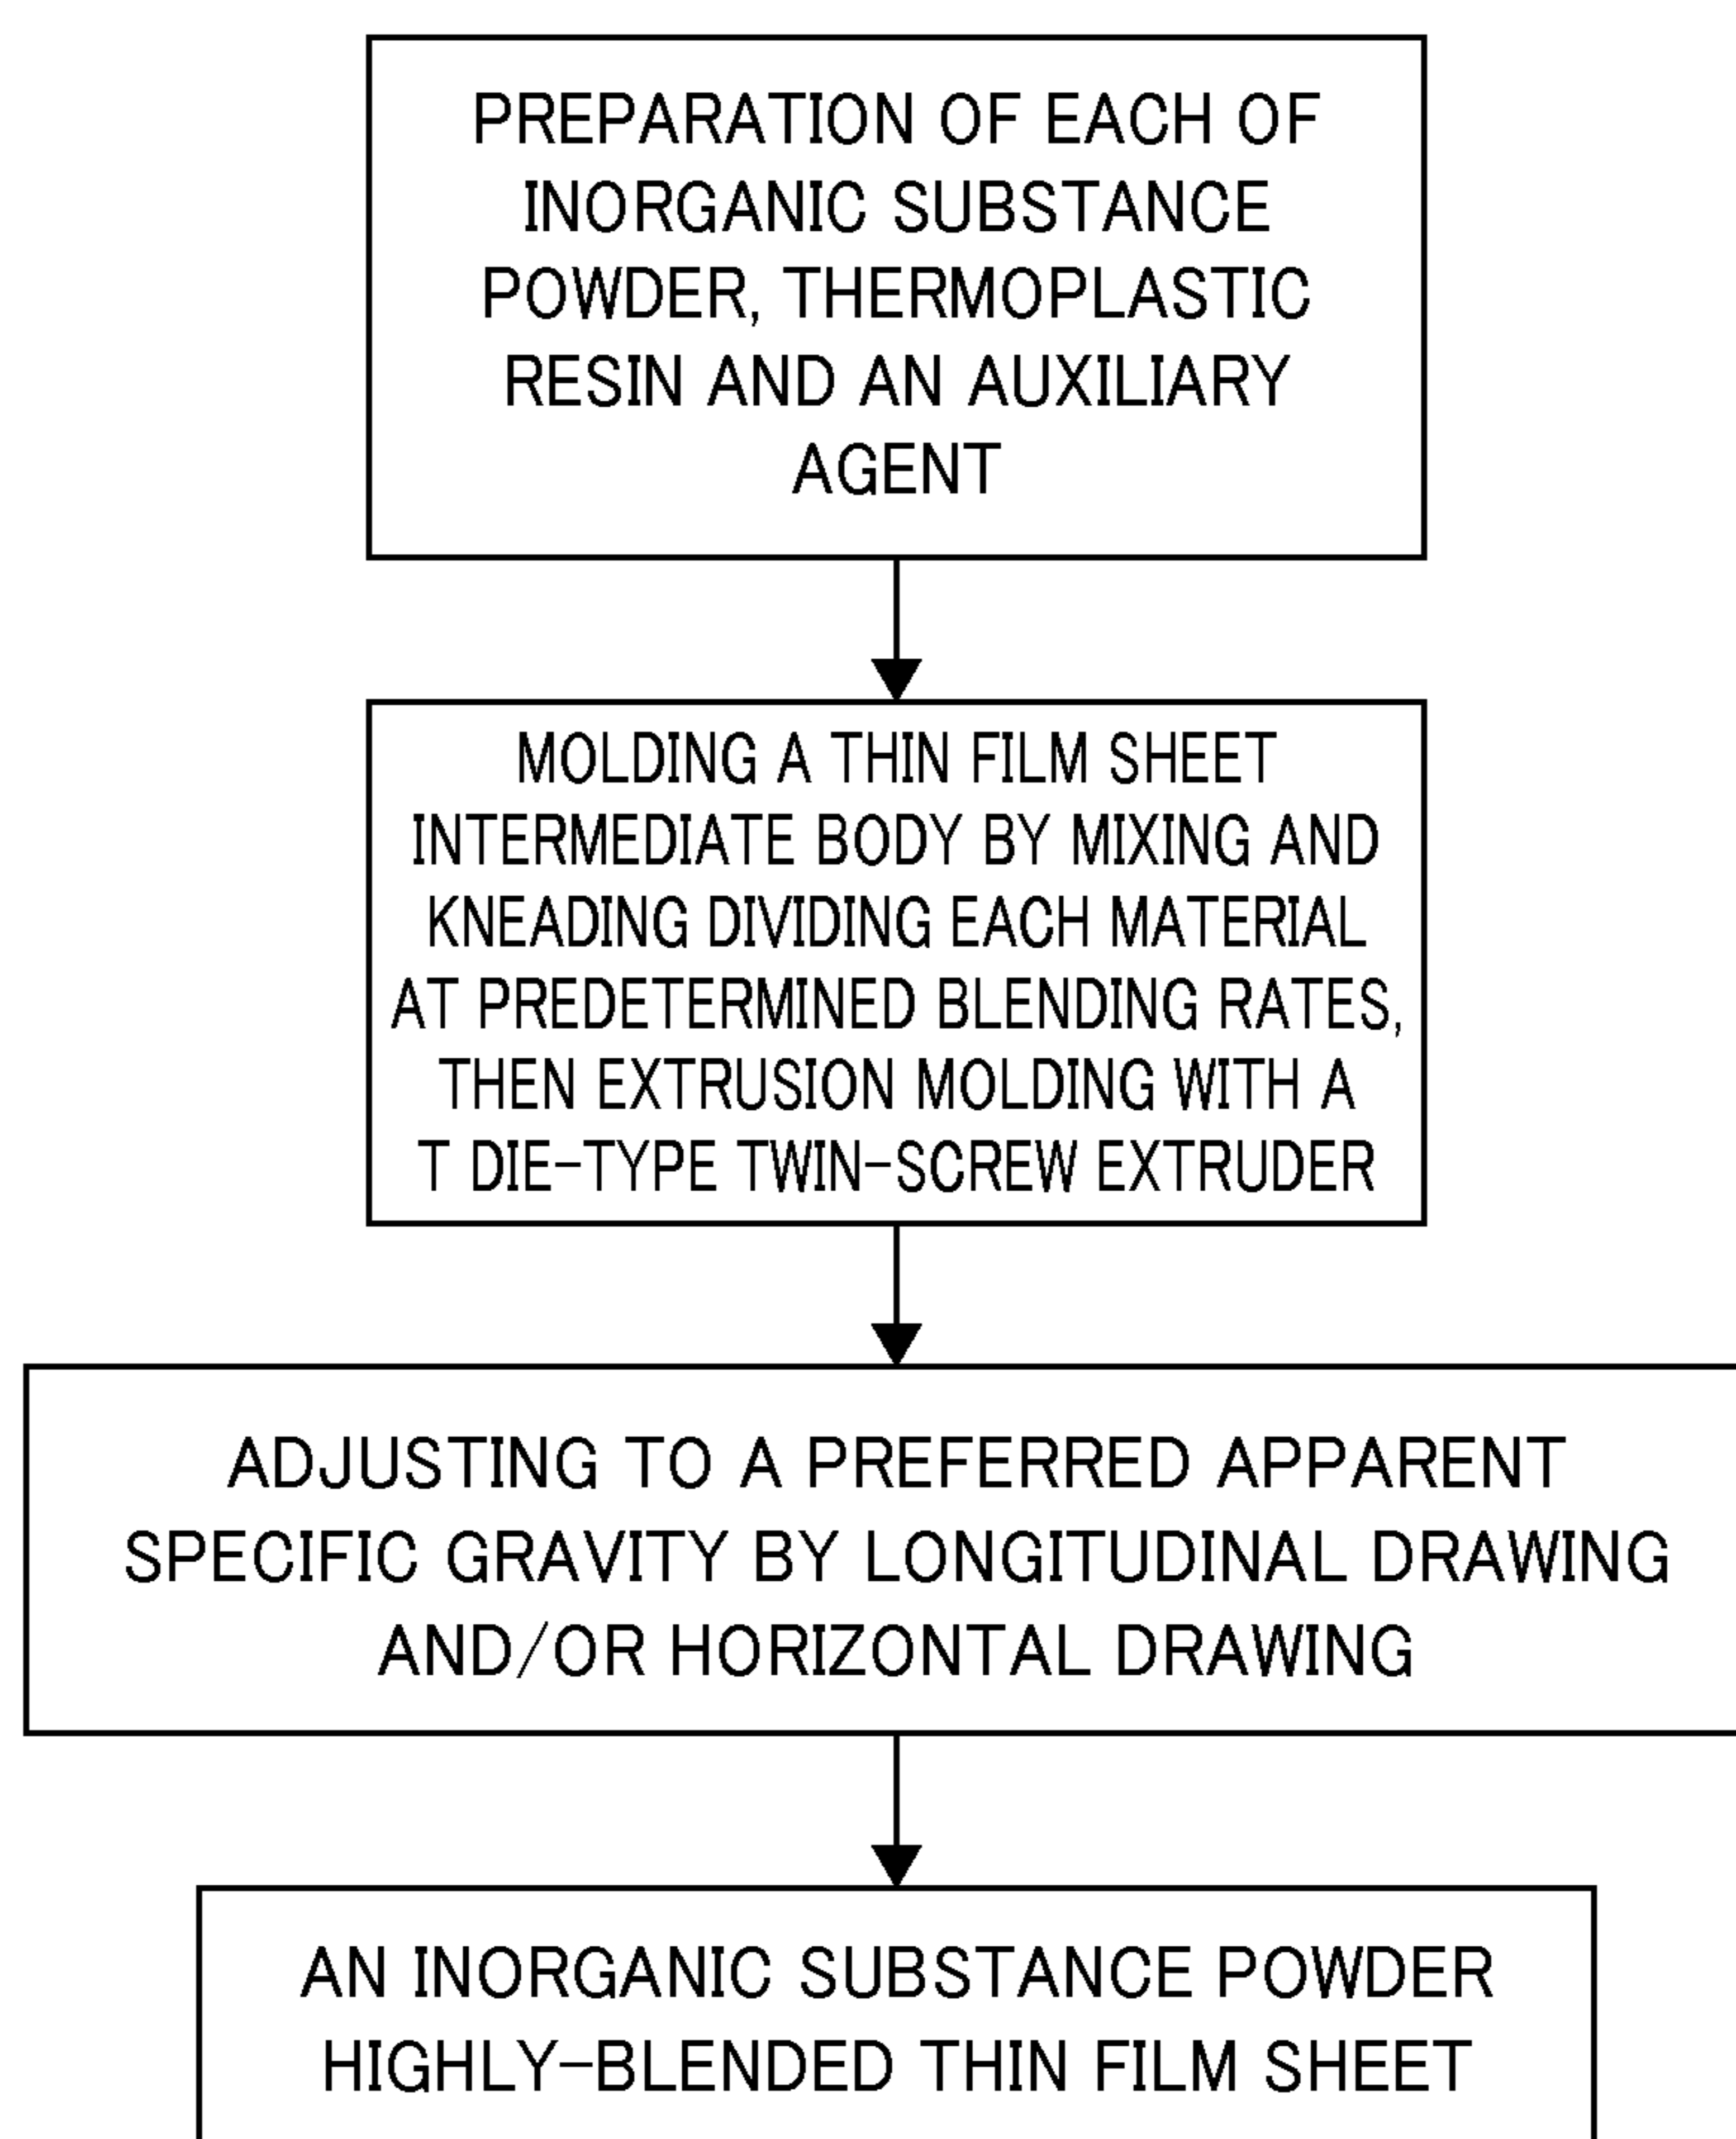 PREPARATION OF EACH OF
INORGANIC SUBSTANCE
POWDER, THERMOPLASTIC
RESIN AND AN AUXILIARY
AGENT
MOLDING A THIN FILM SHEET
INTERMEDIATE BODY BY MIXING AND
KNEADING DIVIDING EACH MATERIAL
AT PREDETERMINED BLENDING RATES,
THEN EXTRUSION MOLDING WITH A
T DIE-TYPE TWIN-SCREW EXTRUDER
ADJUSTING TO A PREFERRED APPARENT
SPECIFIC GRAVITY BY LONGITUDINAL DRAWING
AND/OR HORIZONTAL DRAWING
AN INORGANIC SUBSTANCE POWDER
HIGHLY-BLENDED THIN FILM SHEET